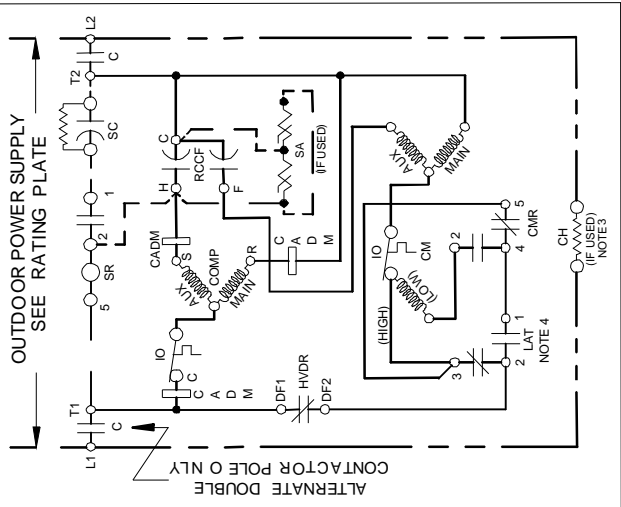 OUTDOOR POWER SUPPLY
SEE RATING PLATE
L1
C
T1
5
SR
2
1
SC
T2
C
L2
ALTERNATE DOUBLE
CONTACTOR POLE ONLY
IO
C
CADM
COMP
AUX
MAIN
S
R
CADM
CADM
H
C
F
RCCF
SA
(IF USED)
DF1
HVDR
DF2
AUX
MAIN
IO
CM
(LOW)
(HIGH)
2
4
5
CMR
3
2
1
LAT
NOTE 4
CH
(IF USED)
NOTE 3